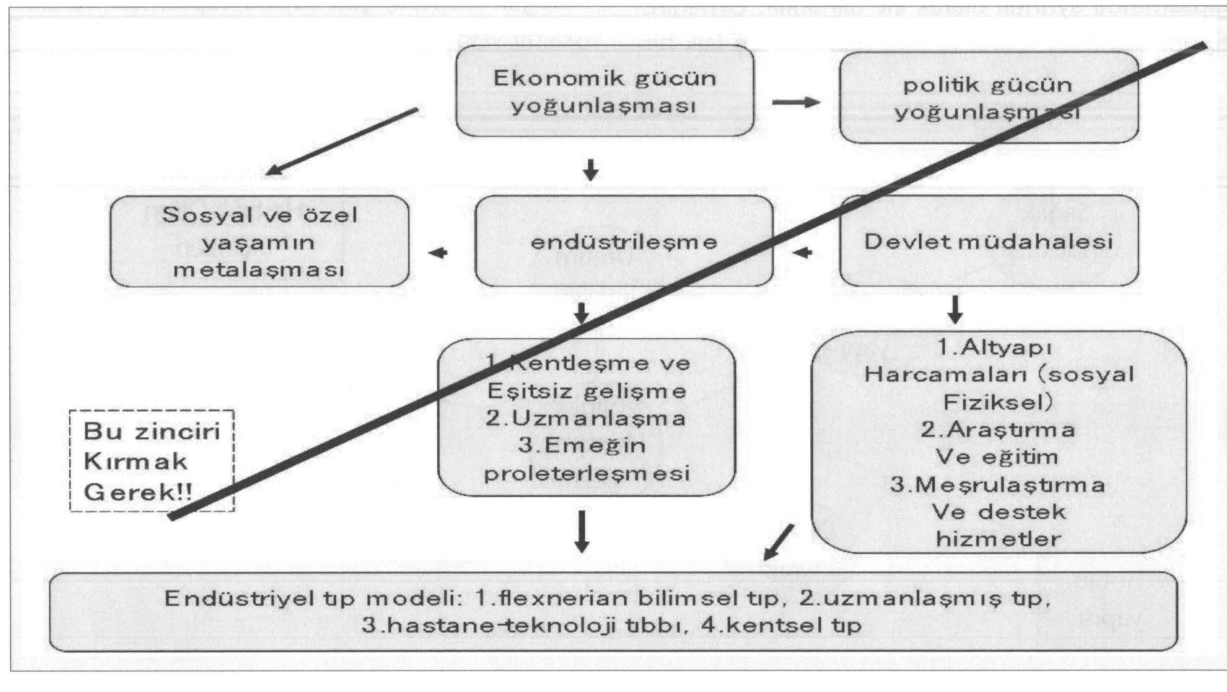 Ekonomik gücün
yoğunlaşması
politik gücün
yoğunlaşması
Sosyal ve özel
yaşamın
metalaşması
endüstrileşme
Devlet müdahalesi
1.Kentleşme ve
Eşitsiz gelişme
2.Uzmanlaşma
3.Emeğin
proleterleşmesi
1.Altyapı
Harcamaları (sosyal
Fiziksel)
2.Araştırma
Ve eğitim
3.Meşrulaştırma
Ve destek
hizmetler
Bu zinciri
Kırmak
Gerek!!
Endüstriyel tıp modeli: 1.flexnerian bilimsel tıp, 2.uzmanlaşmış tıp,
3.hastane-teknoloji tıbbı, 4.kentsel tıp